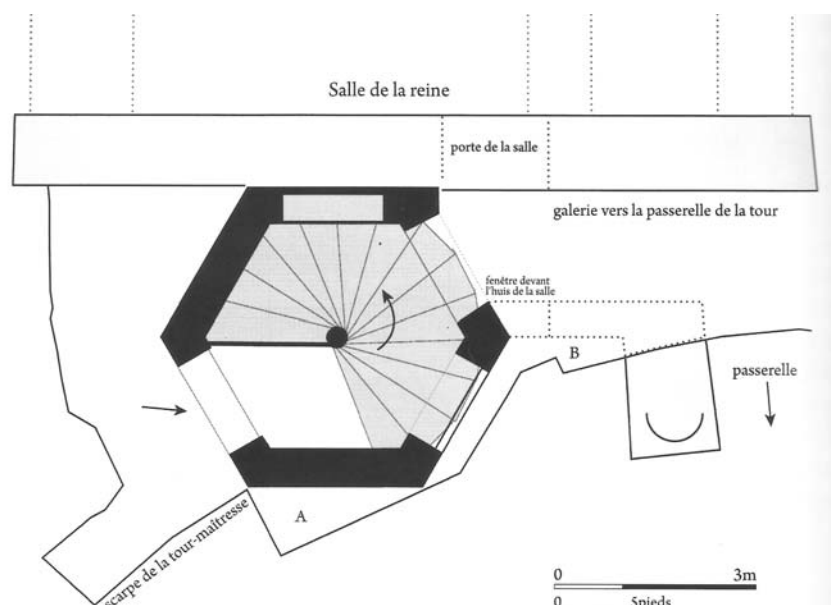 Salle de la reine
porte de la salle
galerie vers la passerelle de la tour
fenêtre devant
l'huis de la salle
B
passerelle
A
scarpe de la tour-maîtresse
0 3m
0 5pieds